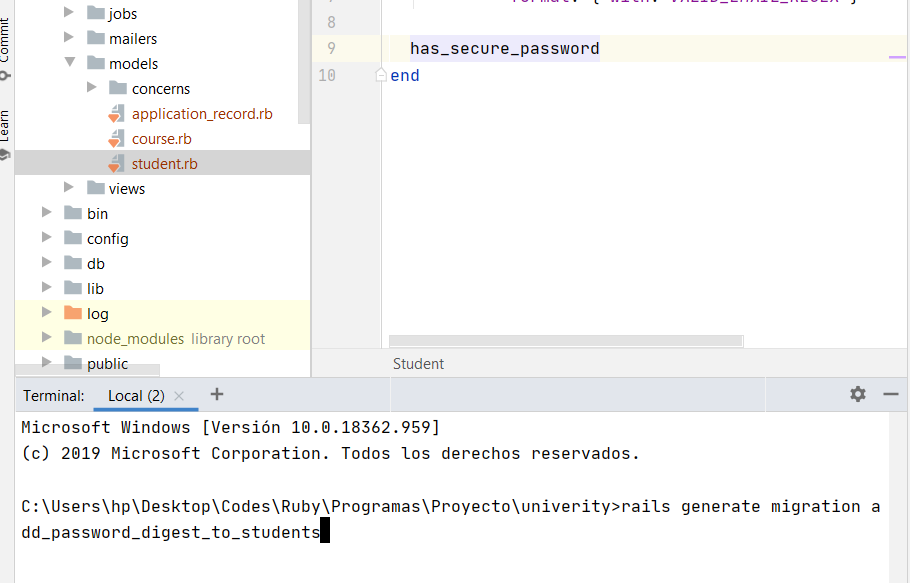 Commit
Learn
jobs
mailers
models
concerns
application_record.rb
course.rb
student.rb
views
bin
config
db
lib
log
node_modules library root
public
8
9 has_secure_password
10 end
Student
Terminal: Local (2)
Microsoft Windows [Versión 10.0.18362.959]
(c) 2019 Microsoft Corporation. Todos los derechos reservados.
C:\Users\hp\Desktop\Codes\Ruby\Programas\Proyecto\univerity>rails generate migration a
dd_password_digest_to_students